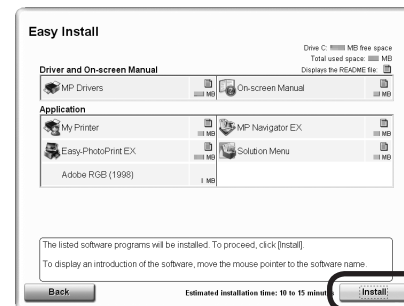 Easy Install
Drive C: MB free space
Total used space: MB
Driver and On-screen Manual
Displays the README file:
MP Drivers
MB
On-screen Manual
MB
Application
My Printer
MB
MP Navigator EX
MB
Easy-PhotoPrint EX
MB
Solution Menu
MB
Adobe RGB (1998)
MB
The listed software programs will be installed. To proceed, click [Install].
To display an introduction of the software, move the mouse pointer to the software name.
Back
Estimated installation time: 10 to 15 minutes
Install